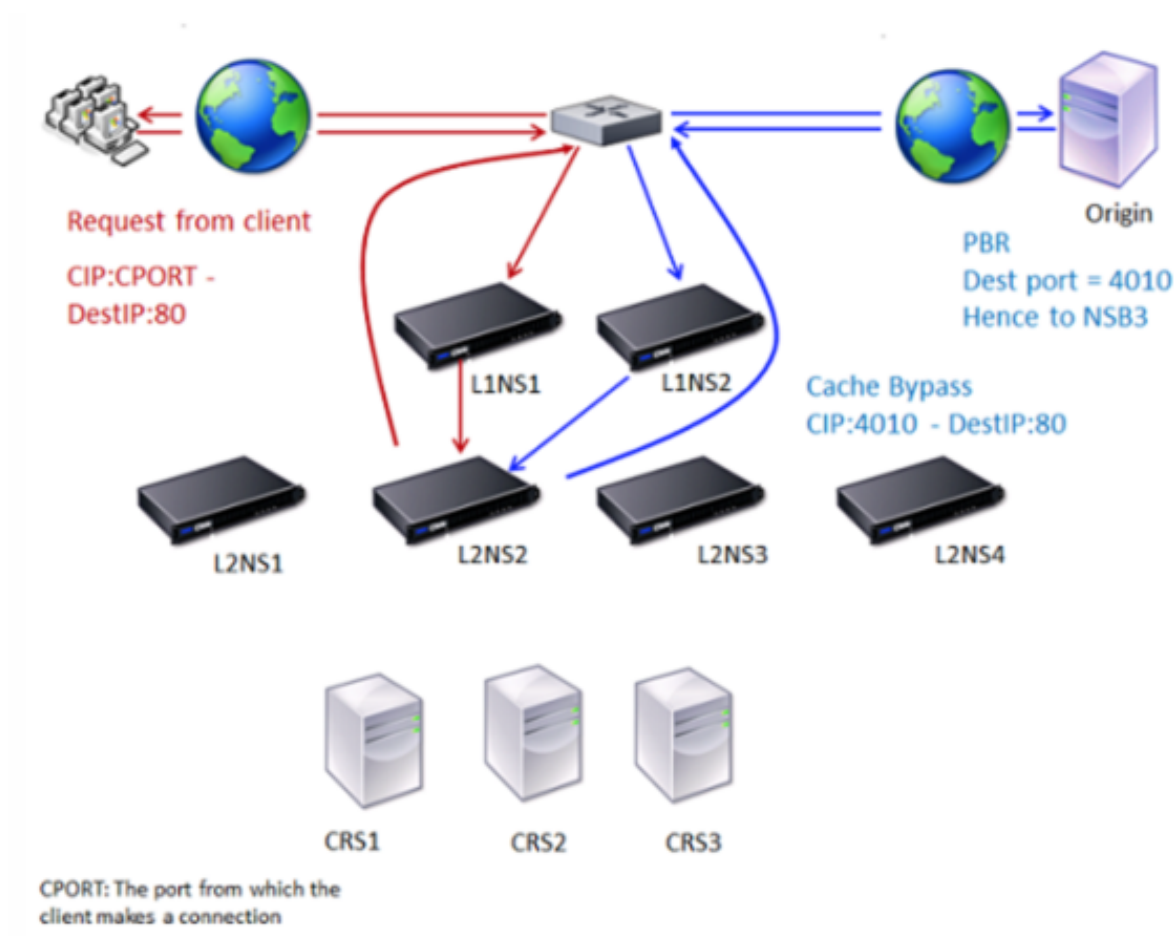 Origin
Request from client
CIP:CPORT -
DestIP:80
PBR
Dest port = 4010
Hence to NSB3
L1NS1
L1NS2
Cache Bypass
CIP:4010 - DestIP:80
L2NS1
L2NS2
L2NS3
L2NS4
CRS1
CRS2
CRS3
CPORT: The port from which the
client makes a connection